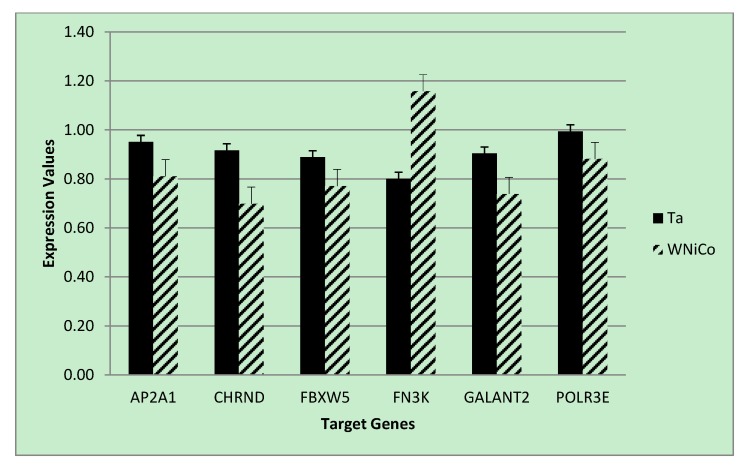 1.40
1.20
1.00
0.80
0.60
0.40
0.20
0.00
Expression Values
AP2A1 CHRND FBXW5 FN3K GALANT2 POLR3E
Target Genes
Ta
WNiCo